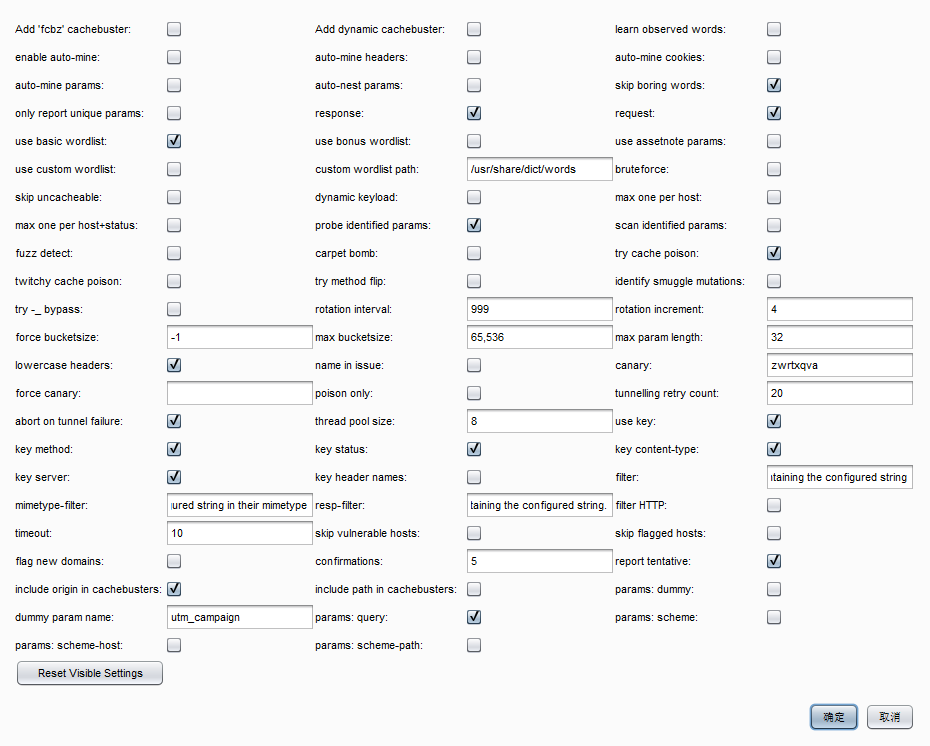 Add 'fcbz' cachebuster: Add dynamic cachebuster: learn observed words:
enable auto-mine: auto-mine headers: auto-mine cookies:
auto-mine params: auto-nest params: skip boring words:
only report unique params: response: request:
use basic wordlist: use bonus wordlist: use assetnote params:
use custom wordlist: custom wordlist path: /usr/share/dict/words bruteforce:
skip uncacheable: dynamic keyload: max one per host:
max one per host+status: probe identified params: scan identified params:
fuzz detect: carpet bomb: try cache poison:
twitchy cache poison: try method flip: identify smuggle mutations:
try -_ bypass: rotation interval: 999 rotation increment: 4
force bucketsize: -1 max bucketsize: 65,536 max param length: 32
lowercase headers: name in issue: canary: zwrtxqva
force canary: poison only: tunnelling retry count: 20
abort on tunnel failure: thread pool size: 8 use key:
key method: key status: key content-type:
key server: key header names: filter: ntaining the configured string
mimetype-filter: ured string in their mimetype resp-filter: taining the configured string. filter HTTP:
timeout: 10 skip vulnerable hosts: skip flagged hosts:
flag new domains: confirmations: 5 report tentative:
include origin in cachebusters: include path in cachebusters: params: dummy:
dummy param name: utm_campaign params: query: params: scheme:
params: scheme-host: params: scheme-path:
Reset Visible Settings
确定 取消